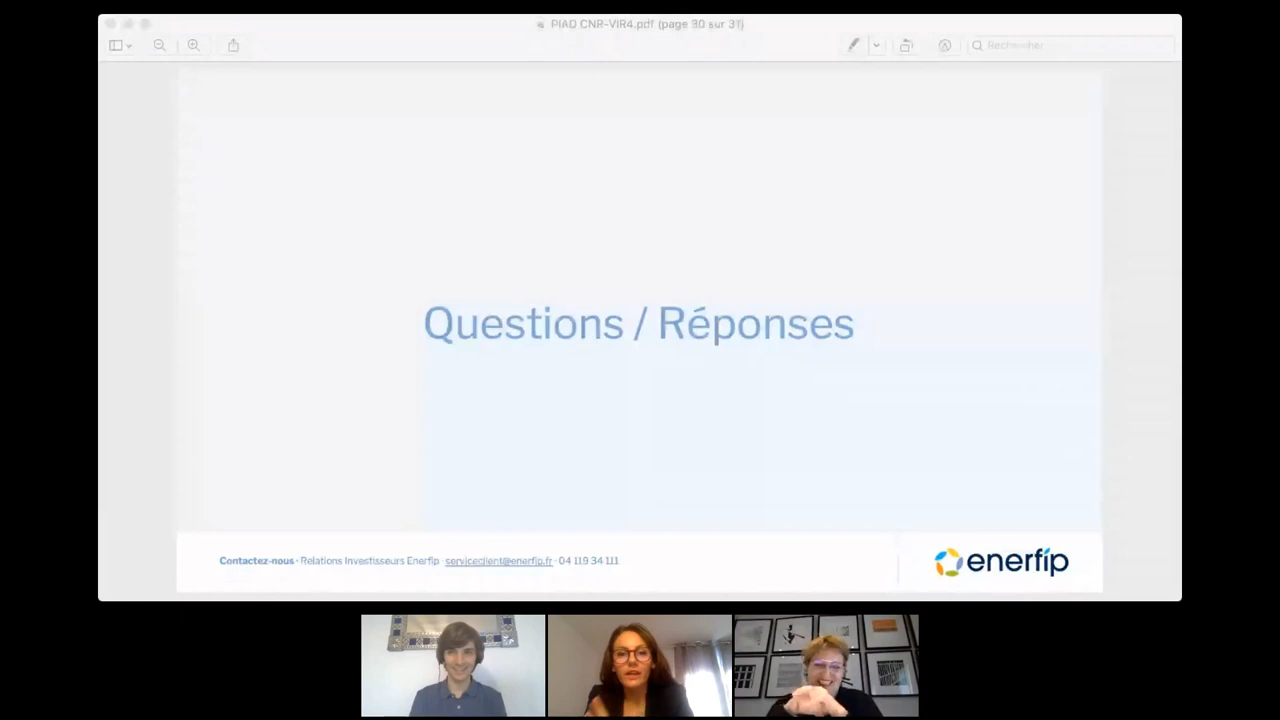 PIAD CNR-VIR4.pdf (page 30 sur 31)
Rechercher
Questions / Réponses
Contactez-nous · Relations Investisseurs Enerfip · serviceclient@enerfip.fr · 04 119 34 111
enerfip